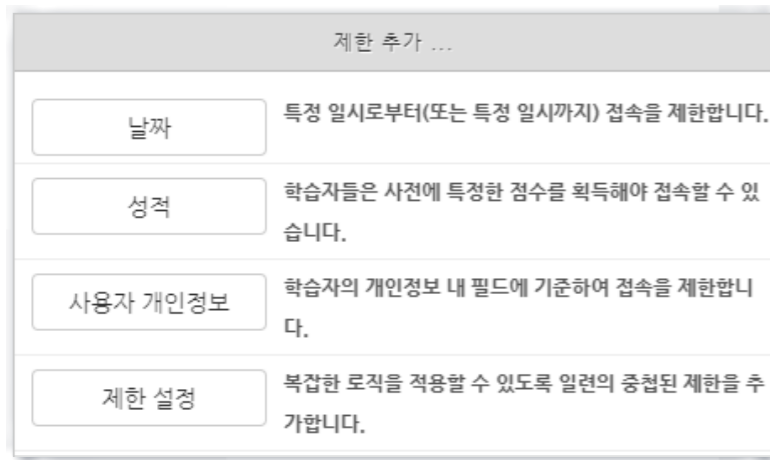 제한 추가 ...
날짜
특정 일시로부터(또는 특정 일시까지) 접속을 제한합니다.
성적
학습자들은 사전에 특정한 점수를 획득해야 접속할 수 있
습니다.
사용자 개인정보
학습자의 개인정보 내 필드에 기준하여 접속을 제한합니
다.
제한 설정
복잡한 로직을 적용할 수 있도록 일련의 중첩된 제한을 추
가합니다.